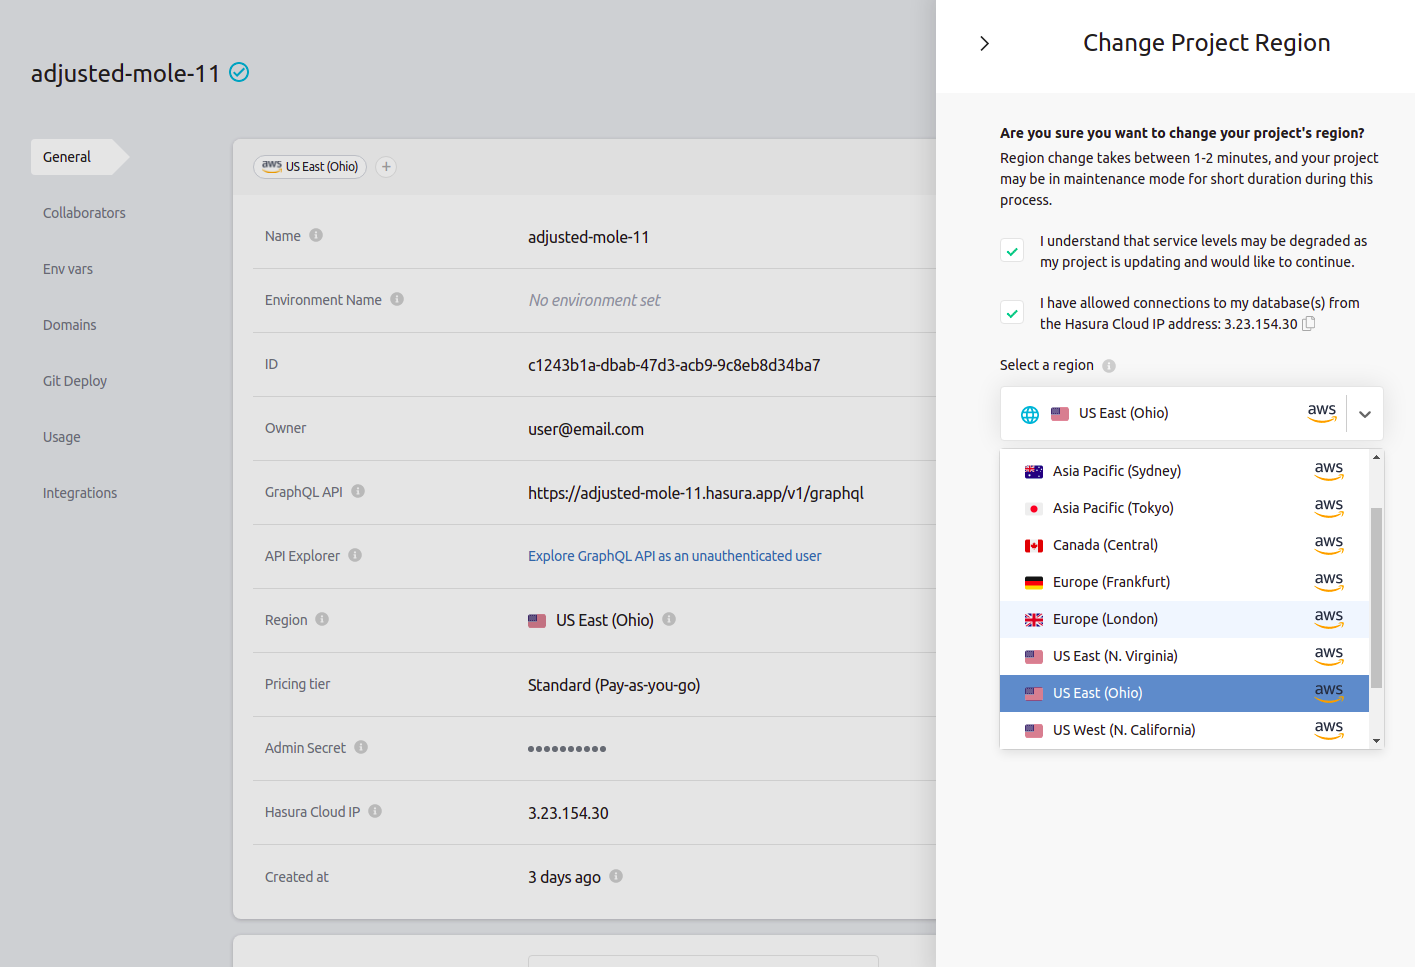 adjusted-mole-11
General
Collaborators
Env vars
Domains
Git Deploy
Usage
Integrations
aws US East (Ohio) +
Name adjusted-mole-11
Environment Name No environment set
ID c1243b1a-dbab-47d3-acb9-9c8eb8d34ba7
Owner user@email.com
GraphQL API https://adjusted-mole-11.hasura.app/v1/graphql
API Explorer Explore GraphQL API as an unauthenticated user
Region US East (Ohio)
Pricing tier Standard (Pay-as-you-go)
Admin Secret ••••••••••
Hasura Cloud IP 3.23.154.30
Created at 3 days ago
Change Project Region
Are you sure you want to change your project's region?
Region change takes between 1-2 minutes, and your project
may be in maintenance mode for short duration during this
process.
I understand that service levels may be degraded as
my project is updating and would like to continue.
I have allowed connections to my database(s) from
the Hasura Cloud IP address: 3.23.154.30
Select a region
US East (Ohio) aws
Asia Pacific (Sydney) aws
Asia Pacific (Tokyo) aws
Canada (Central) aws
Europe (Frankfurt) aws
Europe (London) aws
US East (N. Virginia) aws
US East (Ohio) aws
US West (N. California) aws